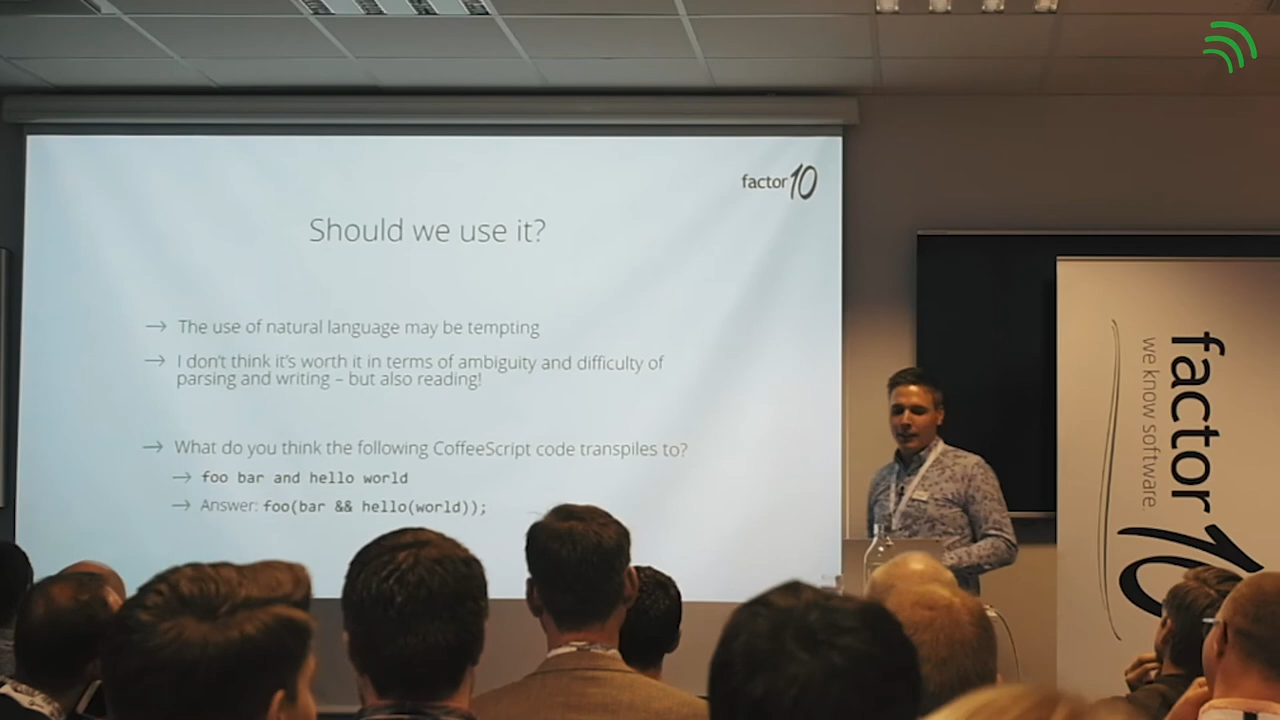 factor10
Should we use it?
→ The use of natural language may be tempting
→ I don't think it's worth it in terms of ambiguity and difficulty of
parsing and writing – but also reading!
→ What do you think the following CoffeeScript code transpiles to?
→ foo bar and hello world
→ Answer: foo(bar && hello(world));
factor10
we know software.